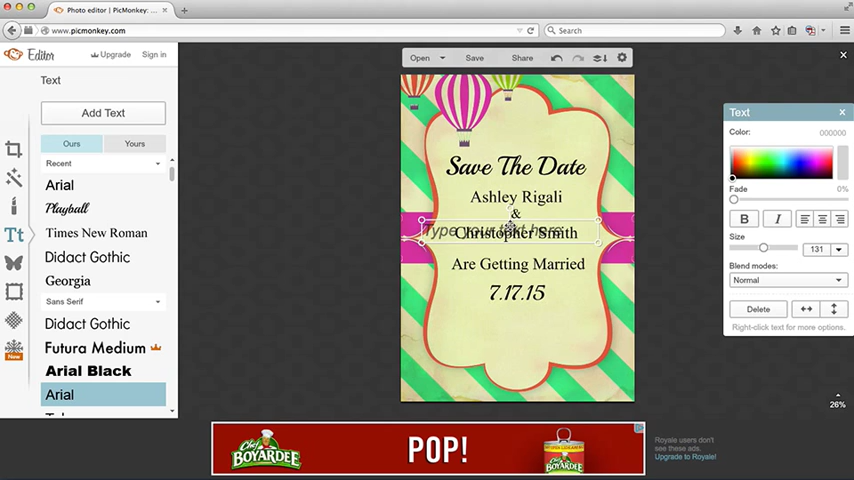 Photo editor | PicMonkey...
www.picmonkey.com
Search
Editor
Upgrade
Sign in
Open
Save
Share
Text
Add Text
Ours
Yours
Recent
Arial
Playball
Times New Roman
Didact Gothic
Georgia
Sans Serif
Didact Gothic
Futura Medium
Arial Black
Arial
Tt
New
Save The Date
Ashley Rigali
&
Type your text here
Christopher Smith
Are Getting Married
7.17.15
Text
Color:
000000
Fade
0%
B
I
Size
131
Blend modes:
Normal
Delete
Right-click text for more options.
26%
Chef
BOYARDEE
POP!
BOYARDEE
Royale users don't
see these ads.
Upgrade to Royale!